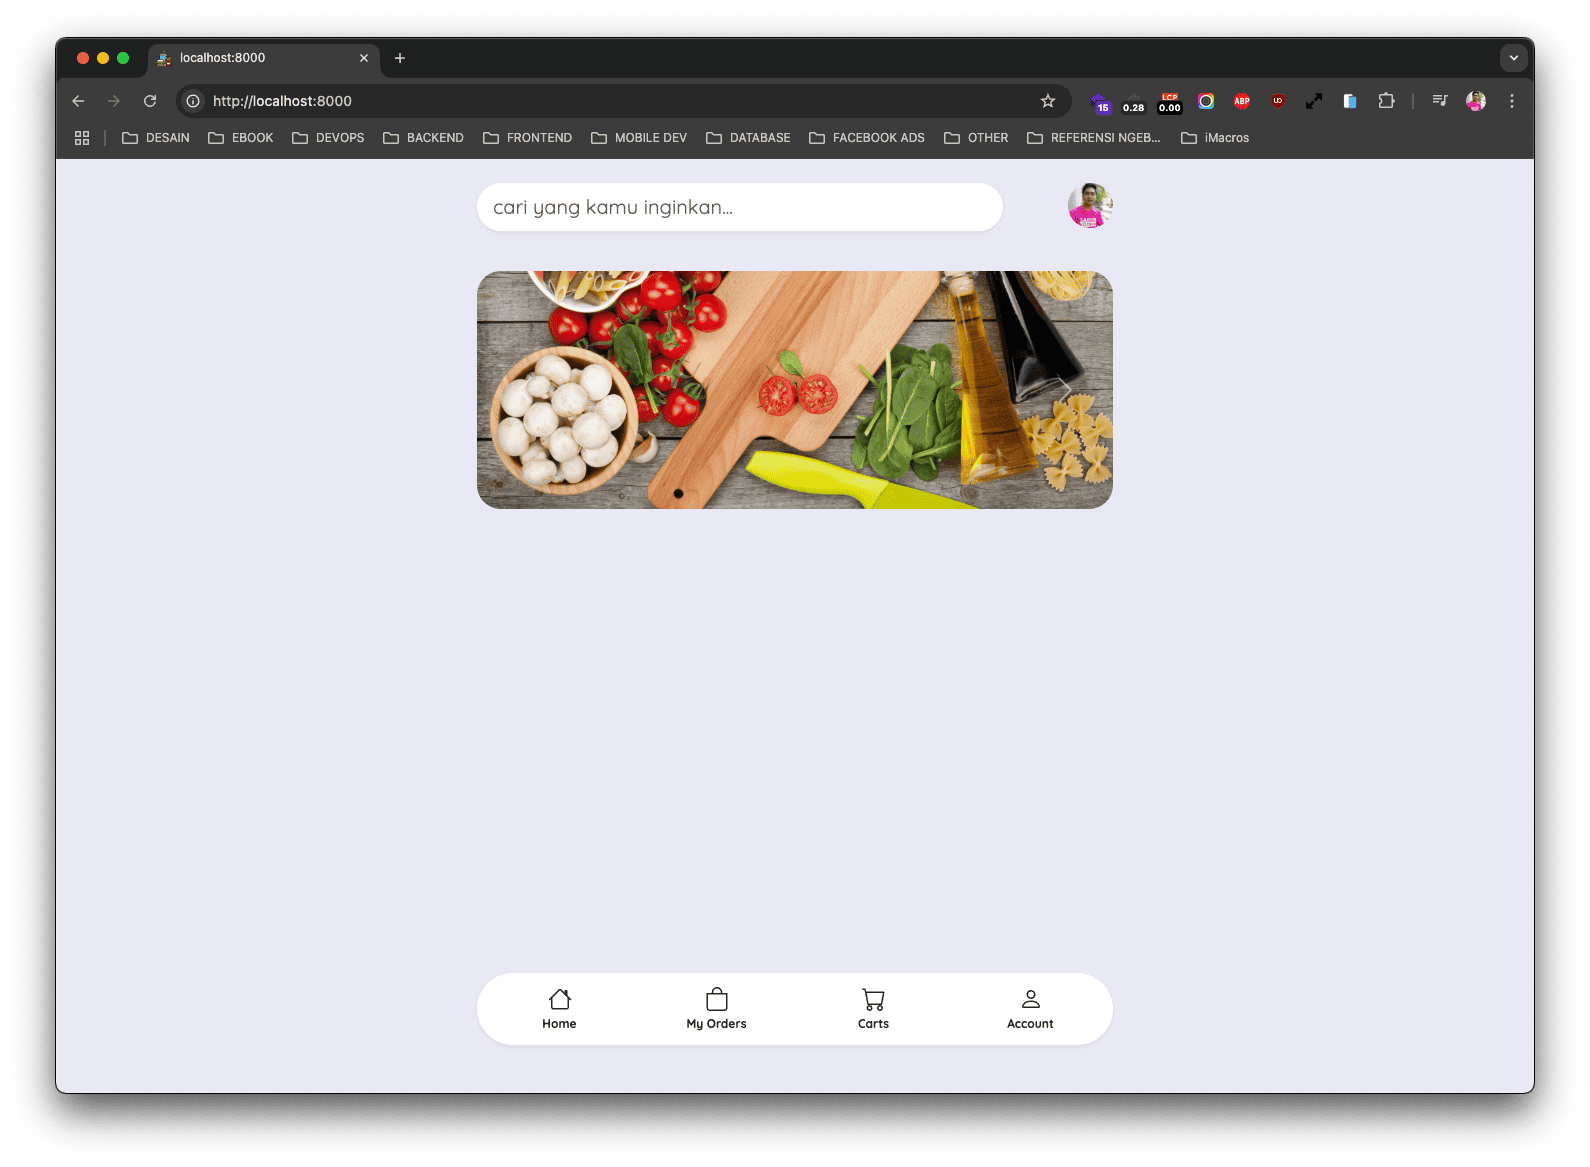 localhost:8000
http://localhost:8000
15
0.28
LCP
0.00
ABP
UD
DESAIN
EBOOK
DEVOPS
BACKEND
FRONTEND
MOBILE DEV
DATABASE
FACEBOOK ADS
OTHER
REFERENSI NGEB...
iMacros
cari yang kamu inginkan...
Home
My Orders
Carts
Account